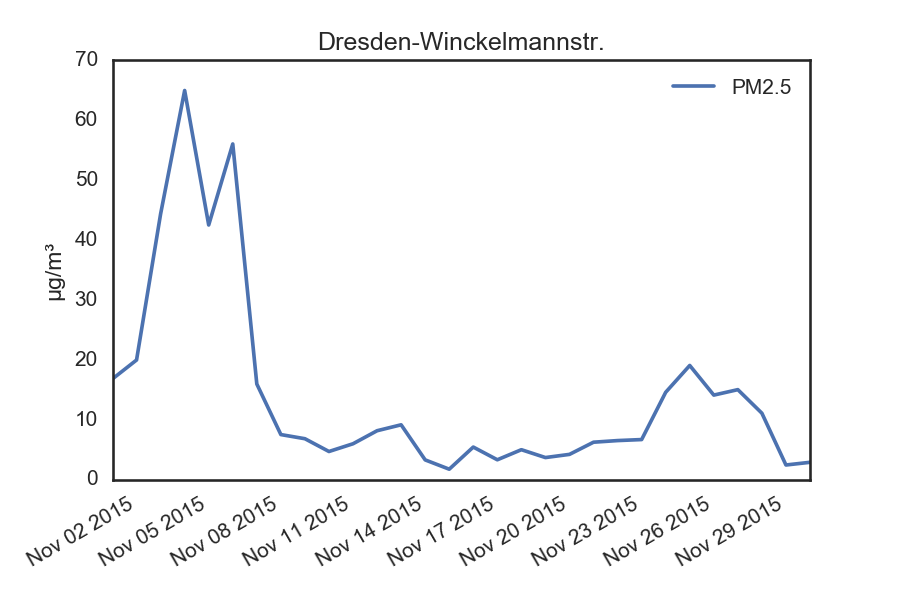 Dresden-Winckelmannstr.
PM2.5
µg/m³
70
60
50
40
30
20
10
0
Nov 02 2015
Nov 05 2015
Nov 08 2015
Nov 11 2015
Nov 14 2015
Nov 17 2015
Nov 20 2015
Nov 23 2015
Nov 26 2015
Nov 29 2015